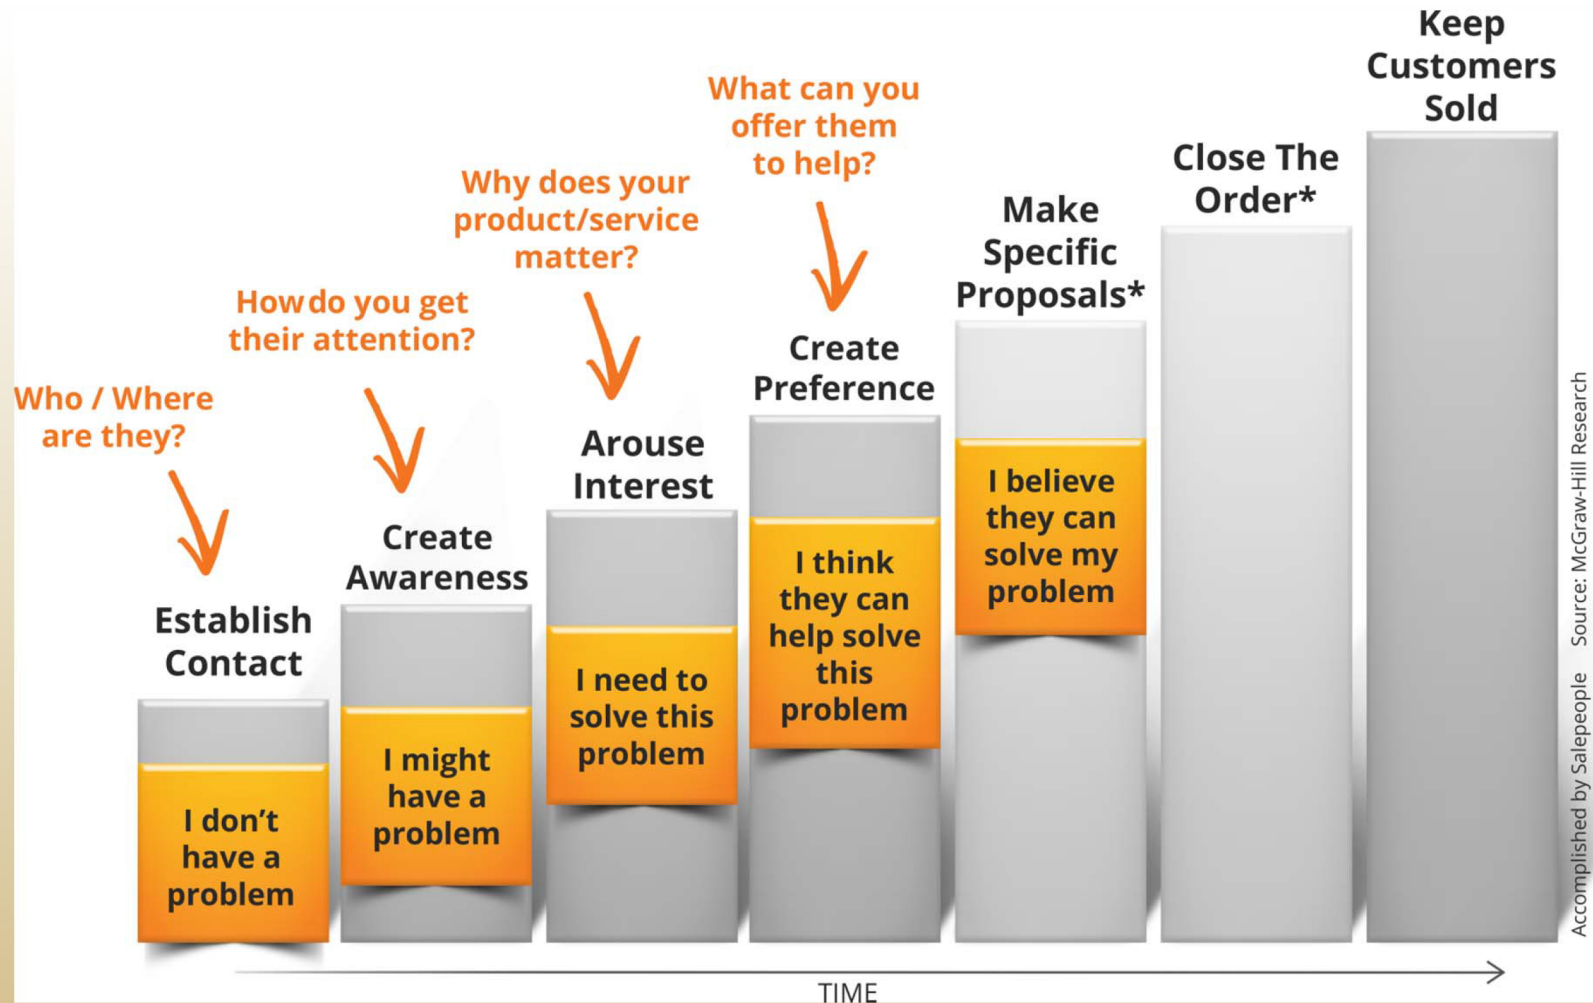 Who / Where
are they?
Establish
Contact
I don't
have a
problem
How do you get
their attention?
Create
Awareness
I might
have a
problem
Why does your
product/service
matter?
Arouse
Interest
I need to
solve this
problem
What can you
offer them
to help?
Create
Preference
I think
they can
help solve
this
problem
Make
Specific
Proposals*
I believe
they can
solve my
problem
Close The
Order*
Keep
Customers
Sold
TIME
Accomplished by Salepeople Source: McGraw-Hill Research